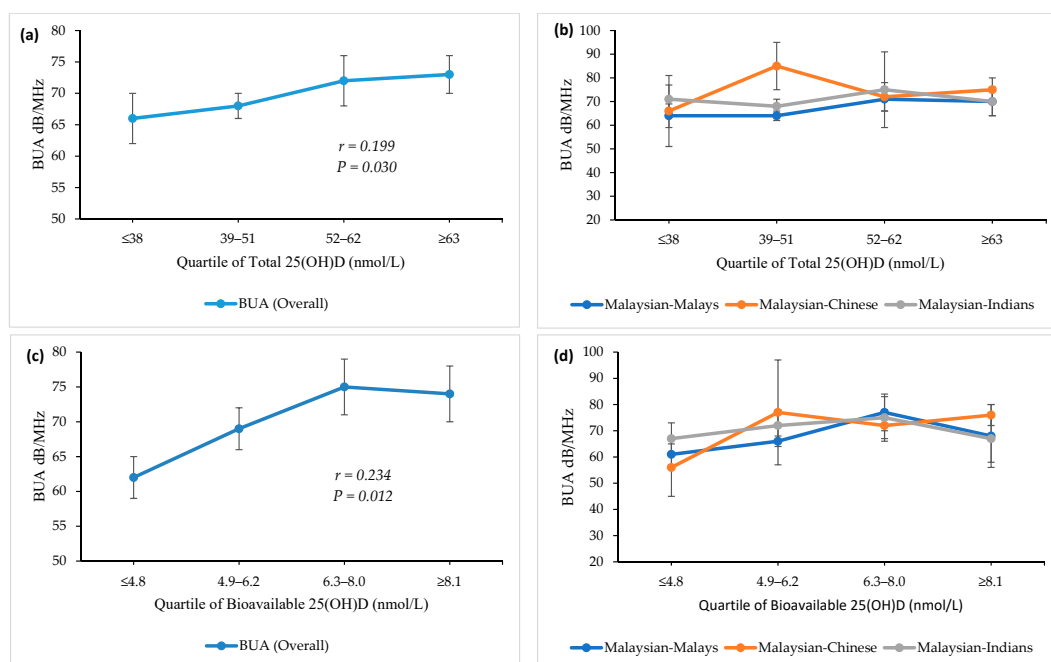 (a)
80
75
70
65
60
55
50
BUA dB/MHz
r = 0.199
P = 0.030
≤38 39–51 52–62 ≥63
Quartile of Total 25(OH)D (nmol/L)
BUA (Overall)
(b)
100
90
80
70
60
50
40
30
20
BUA dB/MHz
≤38 39–51 52–62 ≥63
Quartile of Total 25(OH)D (nmol/L)
Malaysian-Malays Malaysian-Chinese Malaysian-Indians
(c)
80
75
70
65
60
55
50
BUA dB/MHz
r = 0.234
P = 0.012
≤4.8 4.9–6.2 6.3–8.0 ≥8.1
Quartile of Bioavailable 25(OH)D (nmol/L)
BUA (Overall)
(d)
100
90
80
70
60
50
40
30
20
BUA dB/MHz
≤4.8 4.9–6.2 6.3–8.0 ≥8.1
Quartile of Bioavailable 25(OH)D (nmol/L)
Malaysian-Malays Malaysian-Chinese Malaysian-Indians